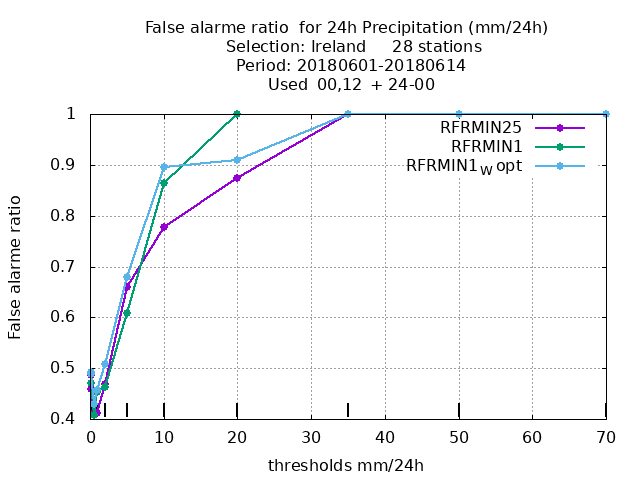 False alarme ratio  for 24h Precipitation (mm/24h)
Selection: Ireland     28 stations
Period: 20180601-20180614
Used  00,12  + 24-00
RFRMIN25
RFRMIN1
RFRMIN1W opt
1
0.9
0.8
0.7
0.6
0.5
0.4
False alarme ratio
0 10 20 30 40 50 60 70
thresholds mm/24h